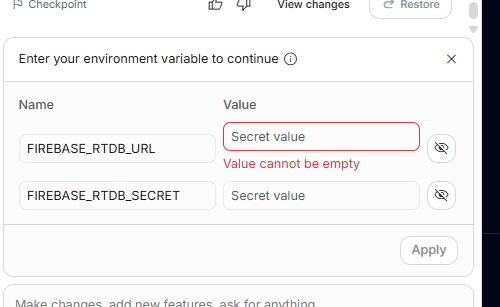 Checkpoint
View changes
Restore
Enter your environment variable to continue
Name
Value
FIREBASE_RTDB_URL
Secret value
Value cannot be empty
FIREBASE_RTDB_SECRET
Secret value
Apply
Make changes, add new features, ask for anything